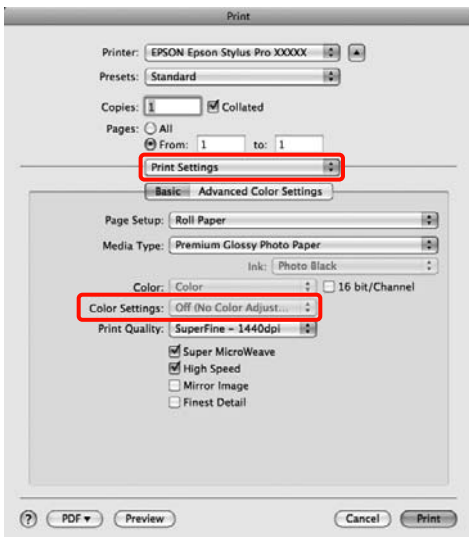 Print
Printer: EPSON Epson Stylus Pro XXXXX
Presets: Standard
Copies: 1 Collated
Pages: All
From: 1 to: 1
Print Settings
Basic Advanced Color Settings
Page Setup: Roll Paper
Media Type: Premium Glossy Photo Paper
Ink: Photo Black
Color: Color 16 bit/Channel
Color Settings: Off (No Color Adjust...
Print Quality: SuperFine - 1440dpi
Super MicroWeave
High Speed
Mirror Image
Finest Detail
? PDF Preview Cancel Print